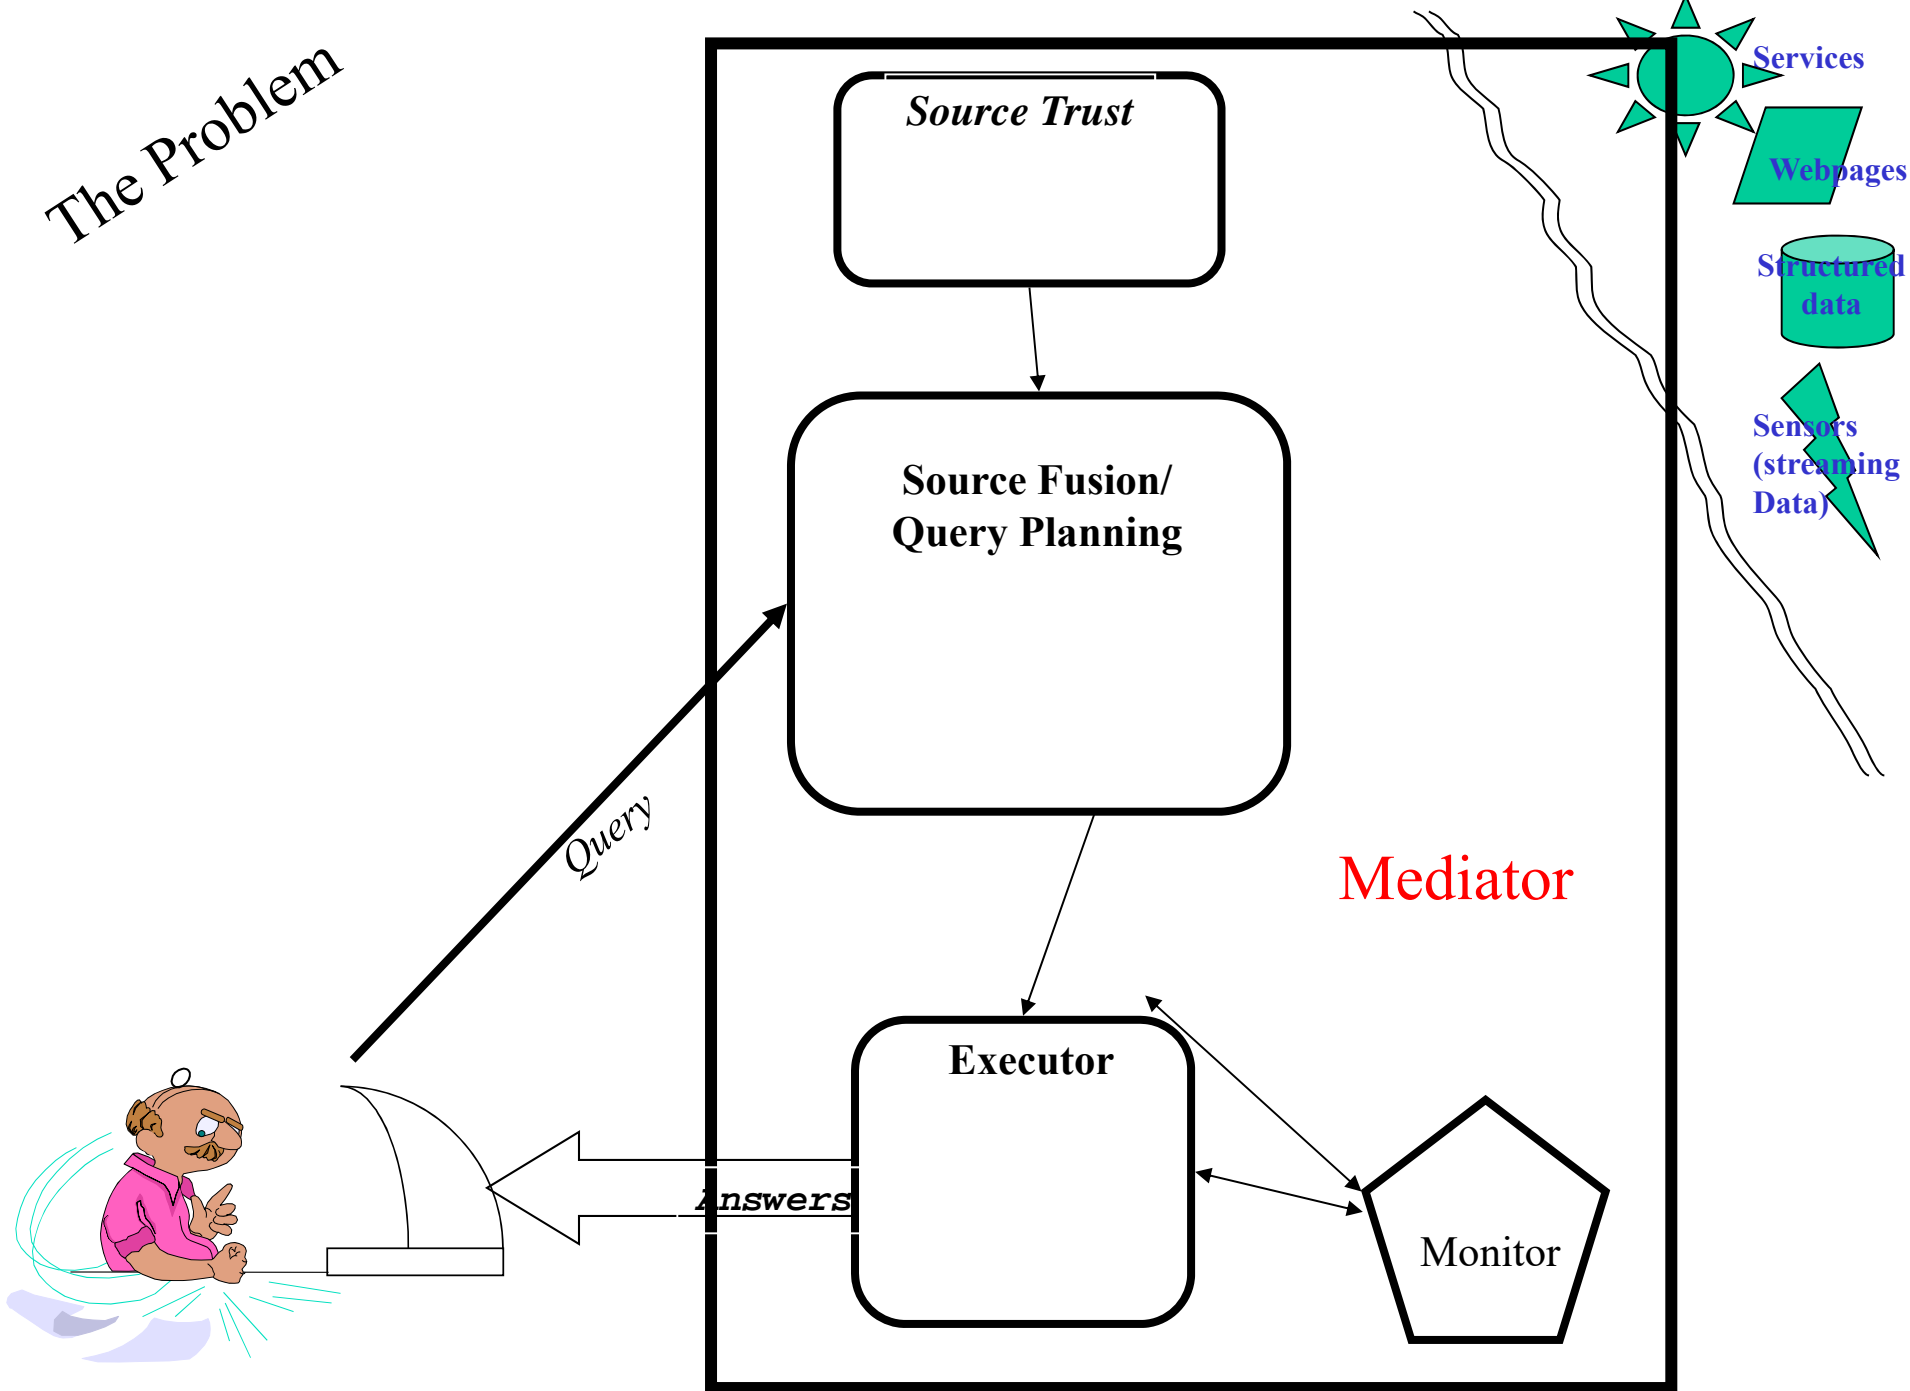 The Problem
Source Trust
Services
Webpages
Structured
data
Sensors
(streaming
Data)
Source Fusion/
Query Planning
Query
Mediator
Executor
Answers
Monitor